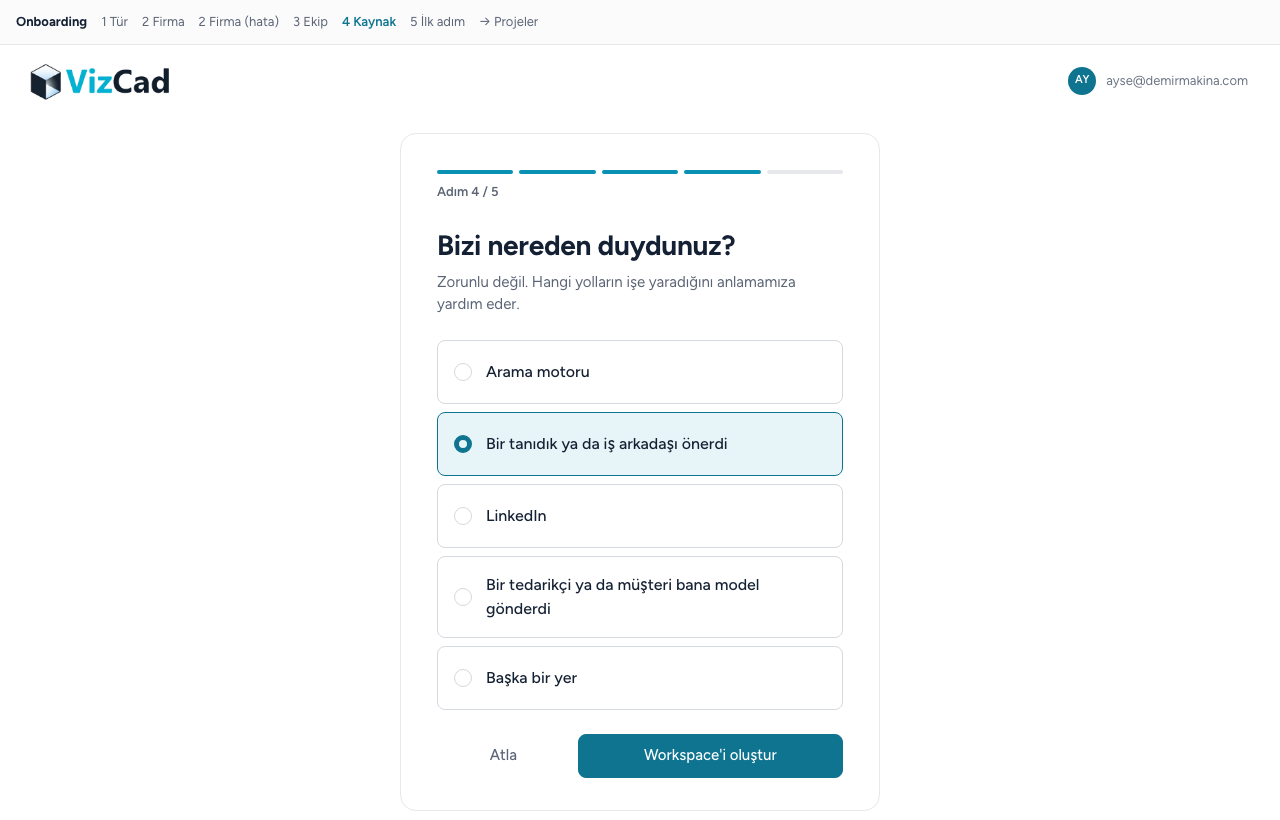 Onboarding 1 Tür 2 Firma 2 Firma (hata) 3 Ekip 4 Kaynak 5 İlk adım → Projeler
VizCad
AY ayse@demirmakina.com
Adım 4 / 5
Bizi nereden duydunuz?
Zorunlu değil. Hangi yolların işe yaradığını anlamamıza
yardım eder.
Arama motoru
Bir tanıdık ya da iş arkadaşı önerdi
LinkedIn
Bir tedarikçi ya da müşteri bana model
gönderdi
Başka bir yer
Atla
Workspace'i oluştur